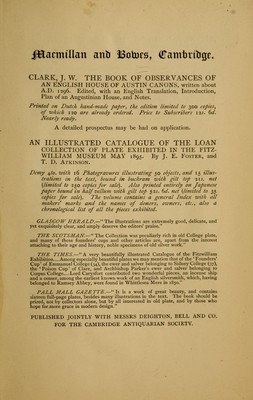 Macmillan and Bowes, Cambridge.
CLARK, J. W. THE BOOK OF OBSERVANCES OF
AN ENGLISH HOUSE OF AUSTIN CANONS, written about
A.D. 1296. Edited, with an English Translation, Introduction,
Plan of an Augustinian House, and Notes.
Printed on Dutch hand-made paper, the edition limited to 300 copies,
of which 120 are already ordered. Price to Subscribers 12s. 6d.
Nearly ready.
A detailed prospectus may be had on application.
AN ILLUSTRATED CATALOGUE OF THE LOAN
COLLECTION OF PLATE EXHIBITED IN THE FITZ-
WILLIAM MUSEUM MAY 1895. By J. E. FOSTER, and
T. D. ATKINSON.
Demy 4to. with 16 Photogravures illustrating 59 objects, and 15 illus-
trations in the text, bound in buckram with gilt top 21s. net
(limited to 250 copies for sale). Also printed entirely on Japanese
paper bound in half vellum with gilt top 52s. 6d. net (limited to 35
copies for sale). The volume contains a general Index with all
makers' marks and the names of donors, owners, etc., also a
chronological list of all the pieces exhibited.
GLASGOW HERALD.—"The illustrations are extremely good, delicate, and
yet exquisitely clear, and amply deserve the editors' praise."
THE SCOTSMAN.—"The Collection was peculiarly rich in old College plate,
and many of these founders' cups and other articles are, apart from the interest
attaching to their age and history, noble specimens of old silver work."
THE TIMES.—"A very beautifully illustrated Catalogue of the Fitzwilliam
Exhibition....Among especially beautiful pieces we may mention that of the 'Founders'
Cup' of Emmanuel College (54), the ewer and salver belonging to Sidney College (57),
the 'Poison Cup' of Clare, and Archbishop Parker's ewer and salver belonging to
Corpus College....Lord Carysfort contributed two wonderful pieces, an incense ship
and a censer, among the earliest known work of an English silversmith, which, having
belonged to Ramsey Abbey, were found in Whittlesea Mere in 1850."
PALL MALL GAZETTE.—"It is a work of great beauty, and contains
sixteen full-page plates, besides many illustrations in the text. The book should be
prized, not by collectors alone, but by all interested in old plate, and by those who
hope for more grace in modern design."
PUBLISHED JOINTLY WITH MESSRS DEIGHTON, BELL AND CO.
FOR THE CAMBRIDGE ANTIQUARIAN SOCIETY.